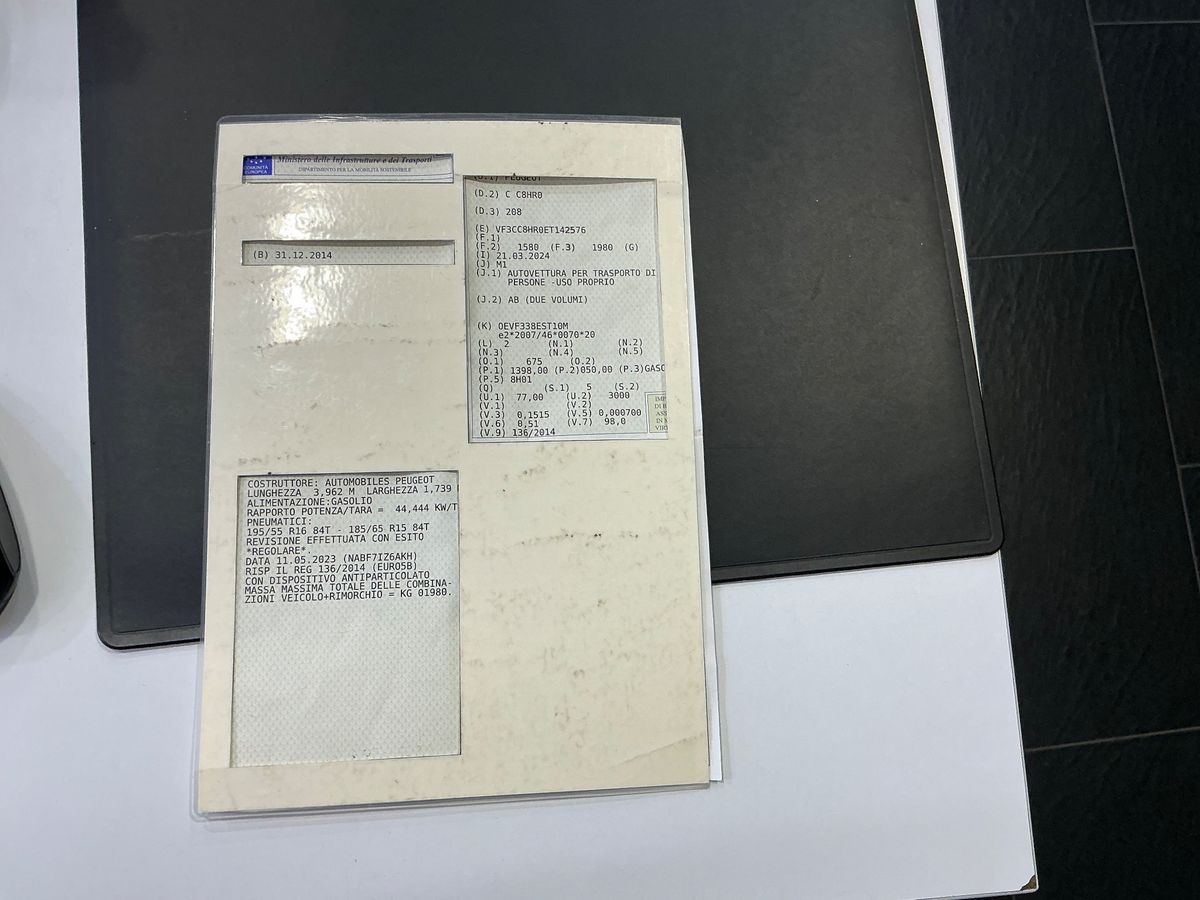 COMUNITÀ
EUROPEA
Ministero delle Infrastrutture e dei Trasporti
DIPARTIMENTO PER LA MOBILITÀ SOSTENIBILE
(B) 31.12.2014
(D.1) PEUGEOT
(D.2) C C8HR0
(D.3) 208
(E) VF3CC8HR0ET142576
(F.1)
(F.2) 1580 (F.3) 1980 (G)
(I) 21.03.2024
(J) M1
(J.1) AUTOVETTURA PER TRASPORTO DI
PERSONE -USO PROPRIO
(J.2) AB (DUE VOLUMI)
(K) OEVF338EST10M
e2*2007/46*0070*20
(L) 2 (N.1) (N.2)
(N.3) (N.4) (N.5)
(O.1) 675 (O.2)
(P.1) 1398,00 (P.2)050,00 (P.3)GASO
(P.5) 8H01
(Q) (S.1) 5 (S.2)
(U.1) 77,00 (U.2) 3000
(V.1) (V.2)
(V.3) 0,1515 (V.5) 0,000700
(V.6) 0,51 (V.7) 98,0
(V.9) 136/2014
COSTRUTTORE: AUTOMOBILES PEUGEOT
LUNGHEZZA 3,962 M LARGHEZZA 1,739
ALIMENTAZIONE:GASOLIO
RAPPORTO POTENZA/TARA = 44,444 KW/T
PNEUMATICI:
195/55 R16 84T - 185/65 R15 84T
REVISIONE EFFETTUATA CON ESITO
*REGOLARE*.
DATA 11.05.2023 (NABF7IZ6AKH)
RISP IL REG 136/2014 (EURO5B)
CON DISPOSITIVO ANTIPARTICOLATO
MASSA MASSIMA TOTALE DELLE COMBINA-
ZIONI VEICOLO+RIMORCHIO = KG 01980.